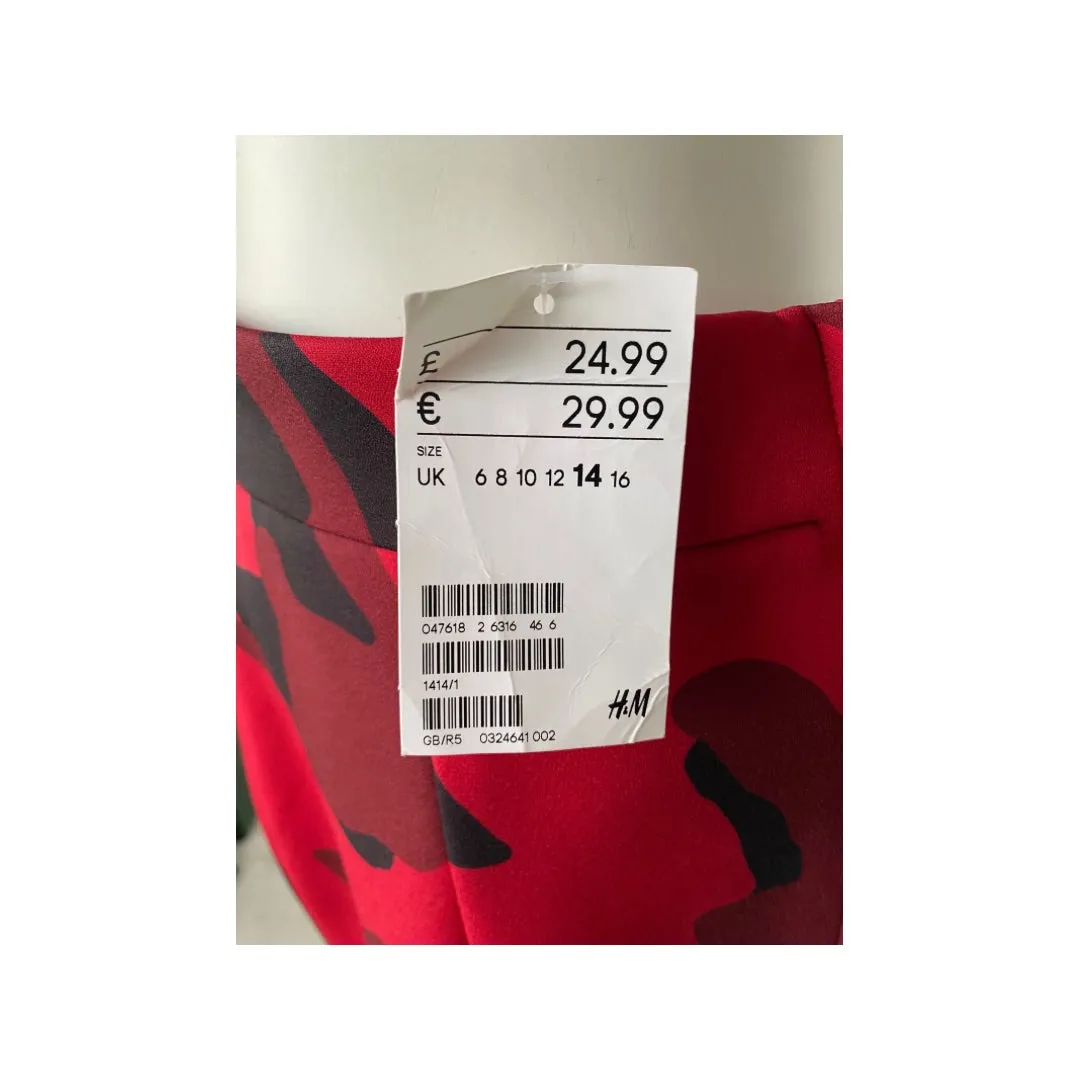 £ 24.99
€ 29.99
SIZE
UK 6 8 10 12 14 16
047618 2 6316 46 6
1414/1
H&M
GB/R5 0324641 002